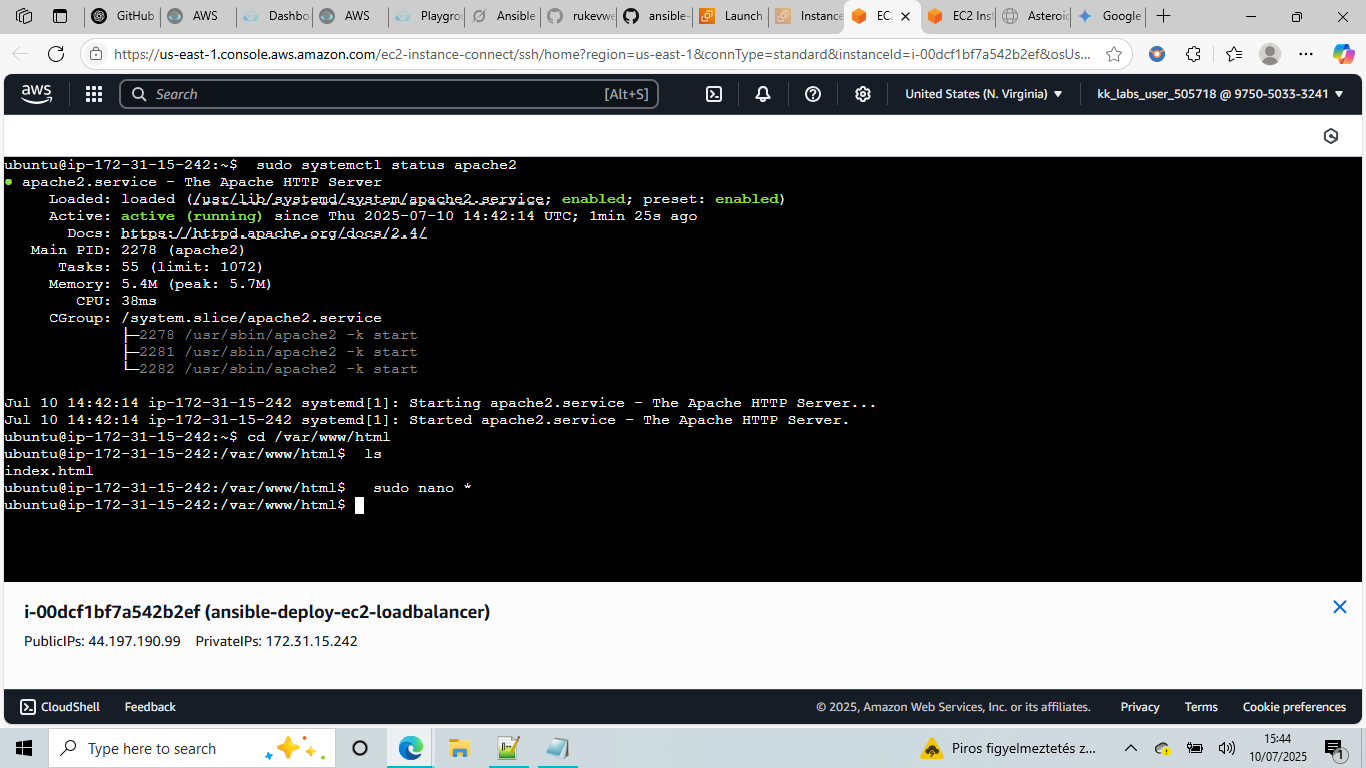 GitHub
AWS
Dashbo
AWS
Playgro
Ansible
rukevwe
ansible-
Launch
Instance
EC
EC2 Inst
Asteroid
Google
https://us-east-1.console.aws.amazon.com/ec2-instance-connect/ssh/home?region=us-east-1&connType=standard&instanceId=i-00dcf1bf7a542b2ef&osUs...
aws
Search
[Alt+S]
United States (N. Virginia)
kk_labs_user_505718 @ 9750-5033-3241
ubuntu@ip-172-31-15-242:~$  sudo systemctl status apache2
● apache2.service - The Apache HTTP Server
Loaded: loaded (/usr/lib/systemd/system/apache2.service; enabled; preset: enabled)
Active: active (running) since Thu 2025-07-10 14:42:14 UTC; 1min 25s ago
Docs: https://httpd.apache.org/docs/2.4/
Main PID: 2278 (apache2)
Tasks: 55 (limit: 1072)
Memory: 5.4M (peak: 5.7M)
CPU: 38ms
CGroup: /system.slice/apache2.service
├─2278 /usr/sbin/apache2 -k start
├─2281 /usr/sbin/apache2 -k start
└─2282 /usr/sbin/apache2 -k start
Jul 10 14:42:14 ip-172-31-15-242 systemd[1]: Starting apache2.service - The Apache HTTP Server...
Jul 10 14:42:14 ip-172-31-15-242 systemd[1]: Started apache2.service - The Apache HTTP Server.
ubuntu@ip-172-31-15-242:~$ cd /var/www/html
ubuntu@ip-172-31-15-242:/var/www/html$  ls
index.html
ubuntu@ip-172-31-15-242:/var/www/html$   sudo nano *
ubuntu@ip-172-31-15-242:/var/www/html$
i-00dcf1bf7a542b2ef (ansible-deploy-ec2-loadbalancer)
PublicIPs: 44.197.190.99 PrivateIPs: 172.31.15.242
CloudShell
Feedback
© 2025, Amazon Web Services, Inc. or its affiliates.
Privacy
Terms
Cookie preferences
Type here to search
Piros figyelmeztetés z...
15:44
10/07/2025
1